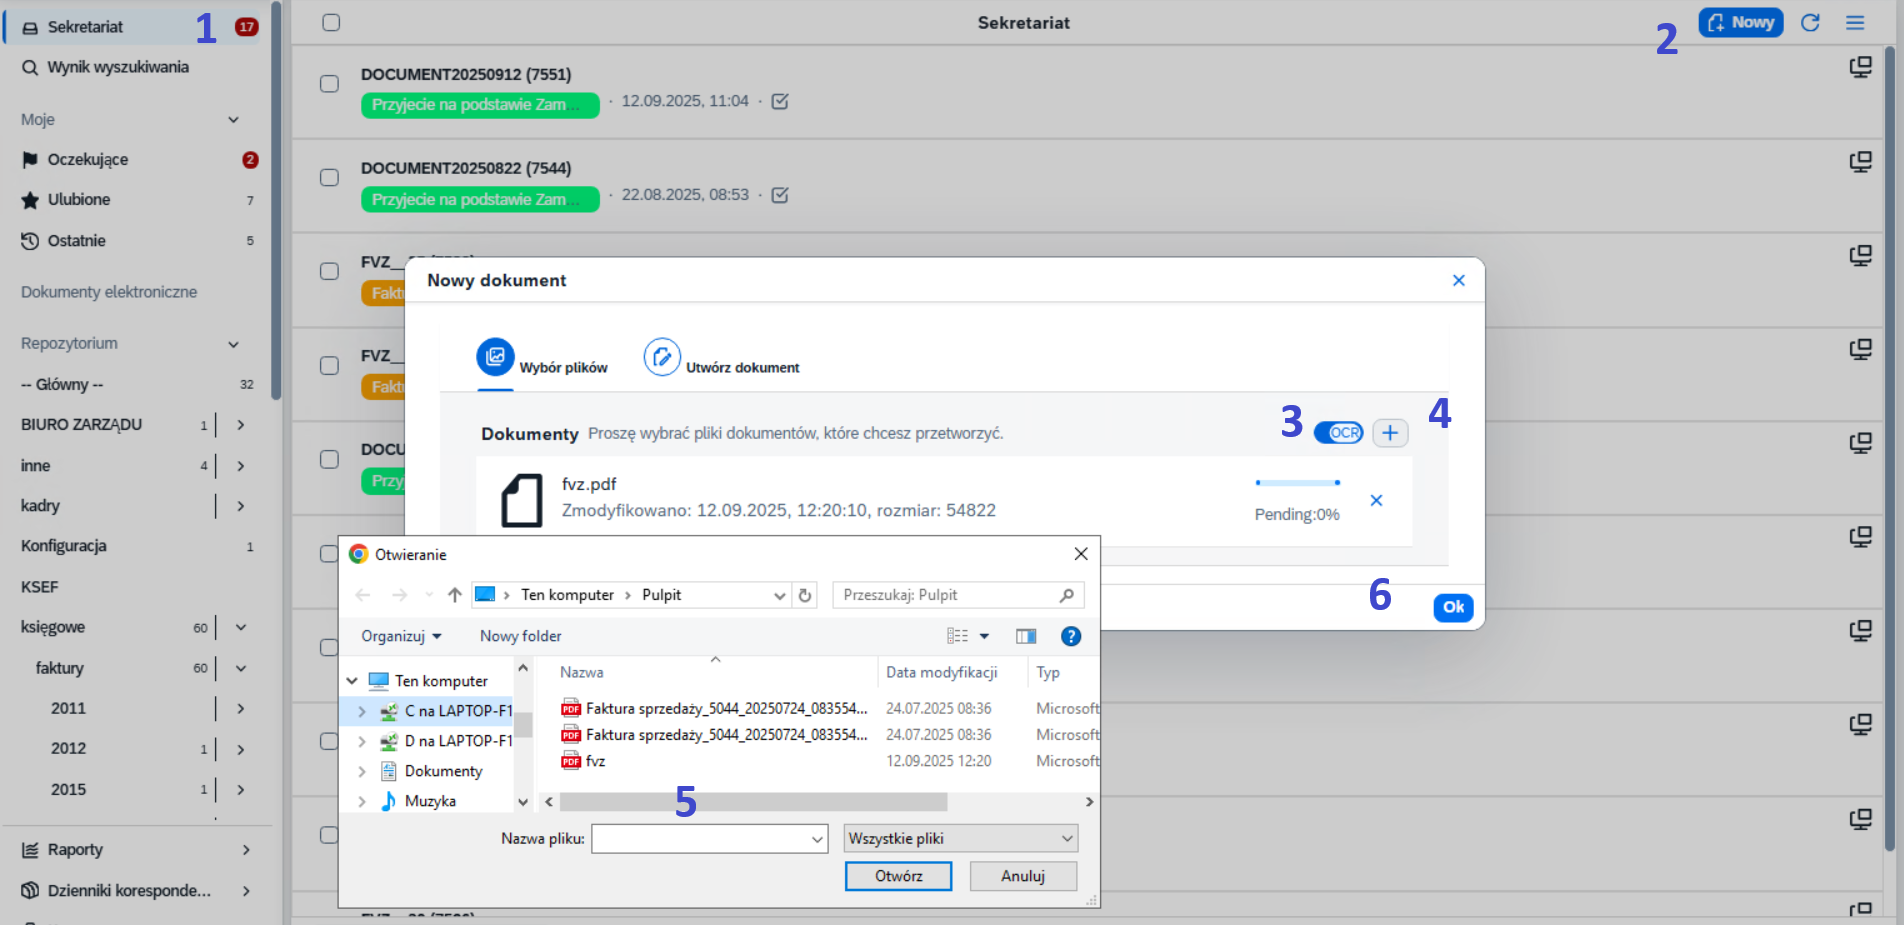 Sekretariat 1 17
Wynik wyszukiwania
Moje
Oczekujące 2
Ulubione 7
Ostatnie 5
Dokumenty elektroniczne
Repozytorium
-- Główny -- 32
BIURO ZARZĄDU 1
inne 4
kadry
Konfiguracja 1
KSEF
księgowe 60
faktury 60
2011
2012 1
2015 1
Raporty
Dzienniki koresponde...
Sekretariat
2 Nowy
DOCUMENT20250912 (7551)
Przyjecie na podstawie Zam... · 12.09.2025, 11:04 ·
DOCUMENT20250822 (7544)
Przyjecie na podstawie Zam... · 22.08.2025, 08:53 ·
FVZ_
Fakt
FVZ_
Fakt
DOCU
Przy
Nowy dokument
Wybór plików Utwórz dokument
Dokumenty Proszę wybrać pliki dokumentów, które chcesz przetworzyć. 3 OCR 4
fvz.pdf
Zmodyfikowano: 12.09.2025, 12:20:10, rozmiar: 54822
Pending:0%
6 Ok
Otwieranie
Ten komputer › Pulpit
Przeszukaj: Pulpit
Organizuj Nowy folder
Ten komputer
C na LAPTOP-F1
D na LAPTOP-F1
Dokumenty
Muzyka
Nazwa Data modyfikacji Typ
Faktura sprzedaży_5044_20250724_083554... 24.07.2025 08:36 Microsoft
Faktura sprzedaży_5044_20250724_083554... 24.07.2025 08:36 Microsoft
fvz 12.09.2025 12:20 Microsoft
5
Nazwa pliku: Wszystkie pliki
Otwórz Anuluj